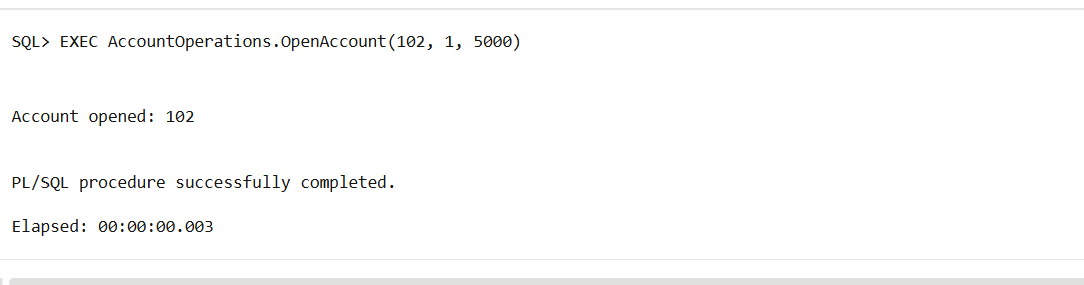 SQL> EXEC AccountOperations.OpenAccount(102, 1, 5000)
Account opened: 102
PL/SQL procedure successfully completed.
Elapsed: 00:00:00.003